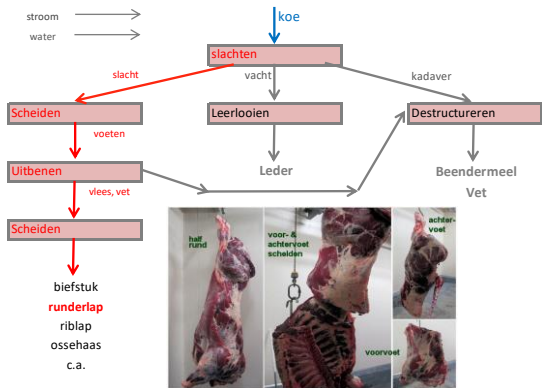 stroom
water
koe
slachten
slacht
vacht
kadaver
Scheiden
Leerlooien
Destructureren
voeten
Uitbenen
Leder
Beendermeel
Vet
vlees, vet
Scheiden
biefstuk
runderlap
riblap
ossehaas
c.a.
half
rund
voor- &
achtervoet
scheiden
achter-
voet
voorvoet